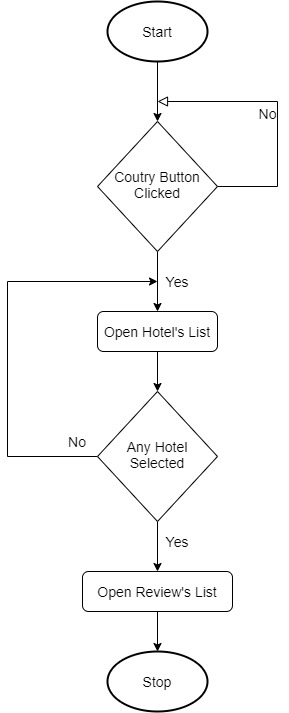 Start
No
Coutry Button
Clicked
Yes
Open Hotel's List
No
Any Hotel
Selected
Yes
Open Review's List
Stop